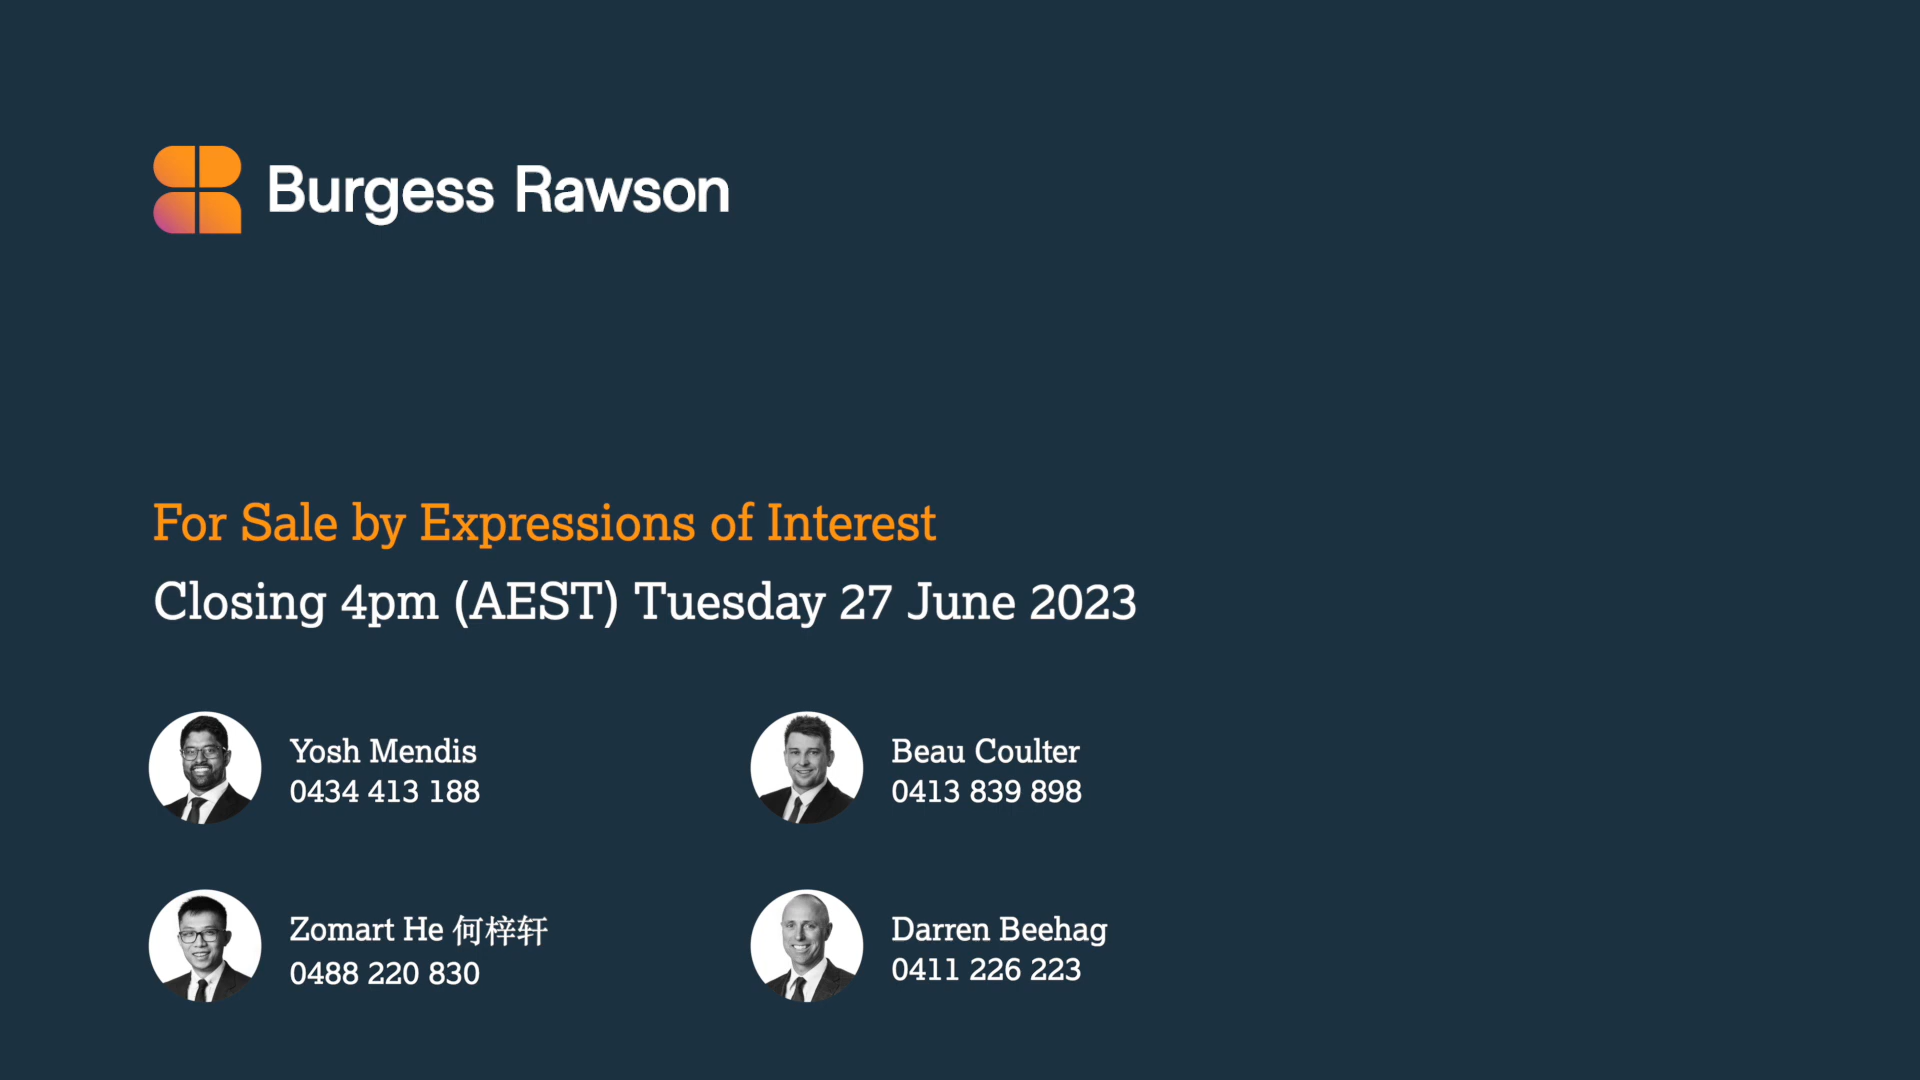 Burgess Rawson
For Sale by Expressions of Interest
Closing 4pm (AEST) Tuesday 27 June 2023
Yosh Mendis
0434 413 188
Beau Coulter
0413 839 898
Zomart He 何梓轩
0488 220 830
Darren Beehag
0411 226 223